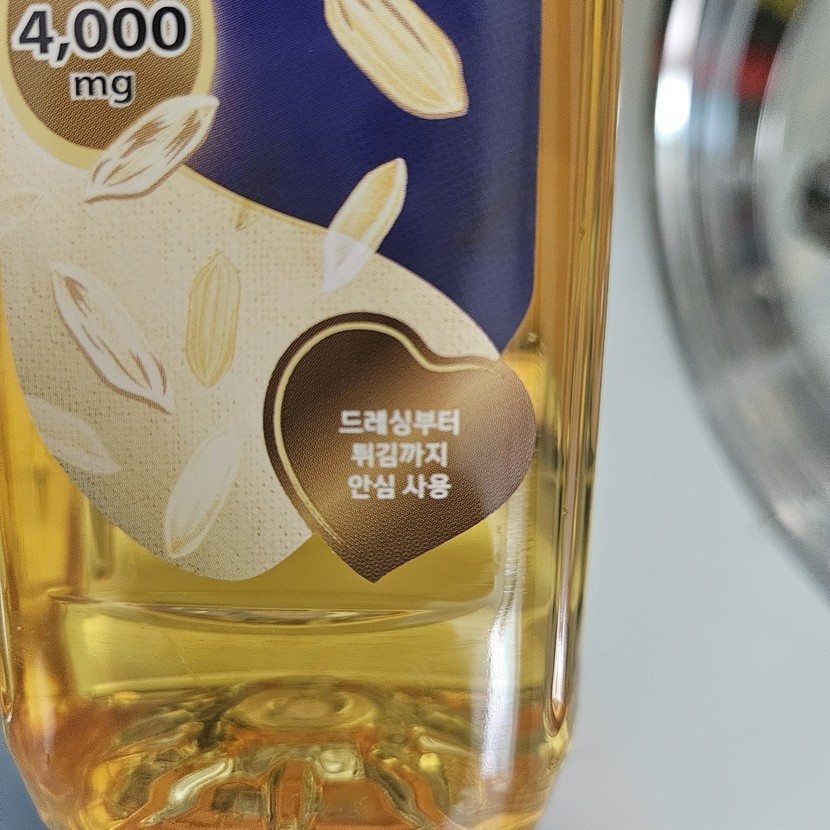 4,000
mg
드레싱부터
튀김까지
안심 사용